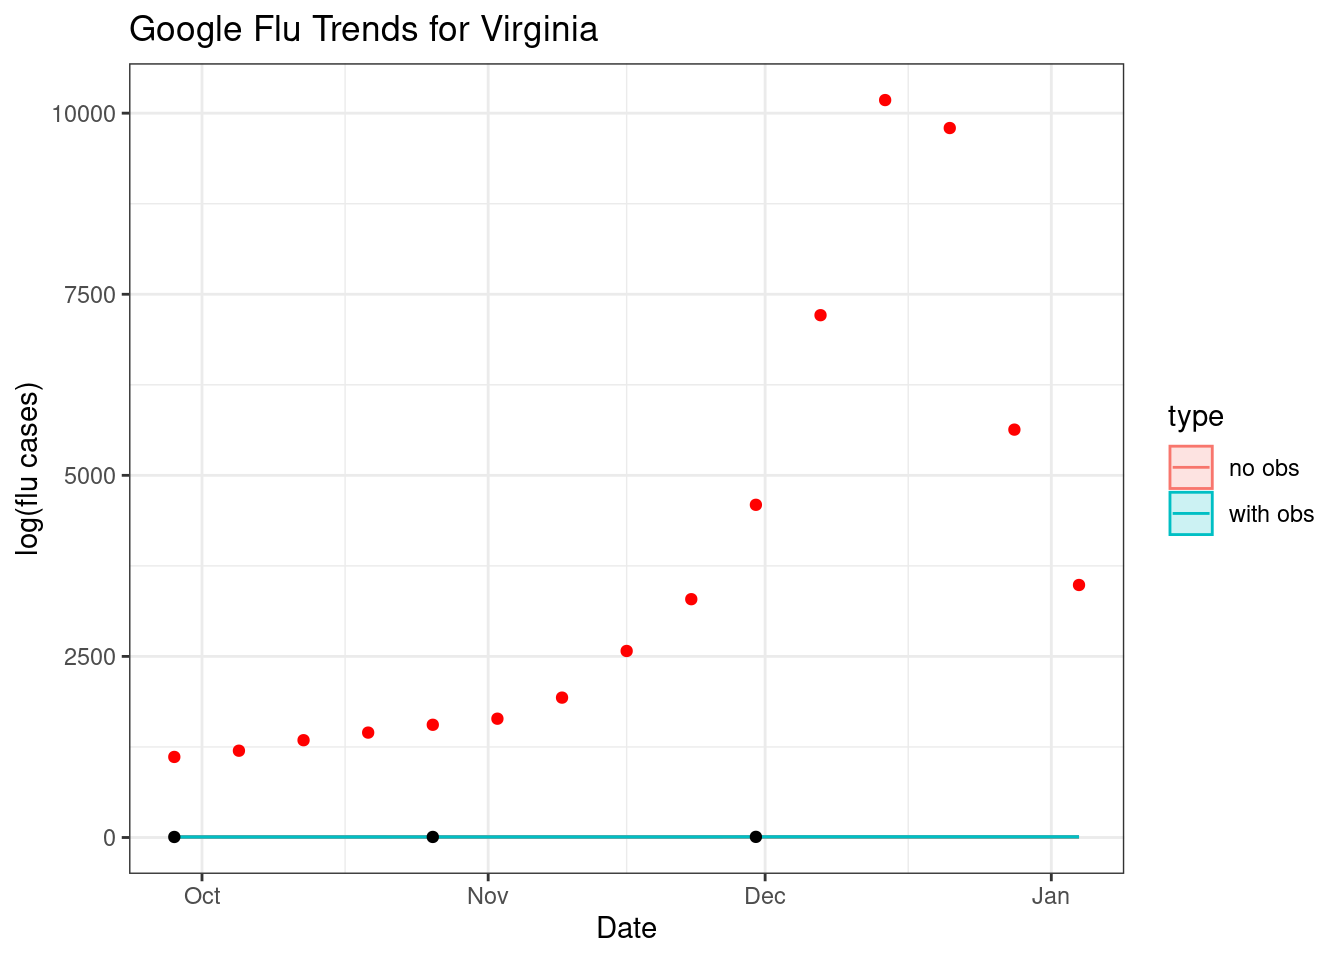 Google Flu Trends for Virginia
log(flu cases)
10000
7500
5000
2500
0
Oct
Nov
Dec
Jan
Date
type
no obs
with obs